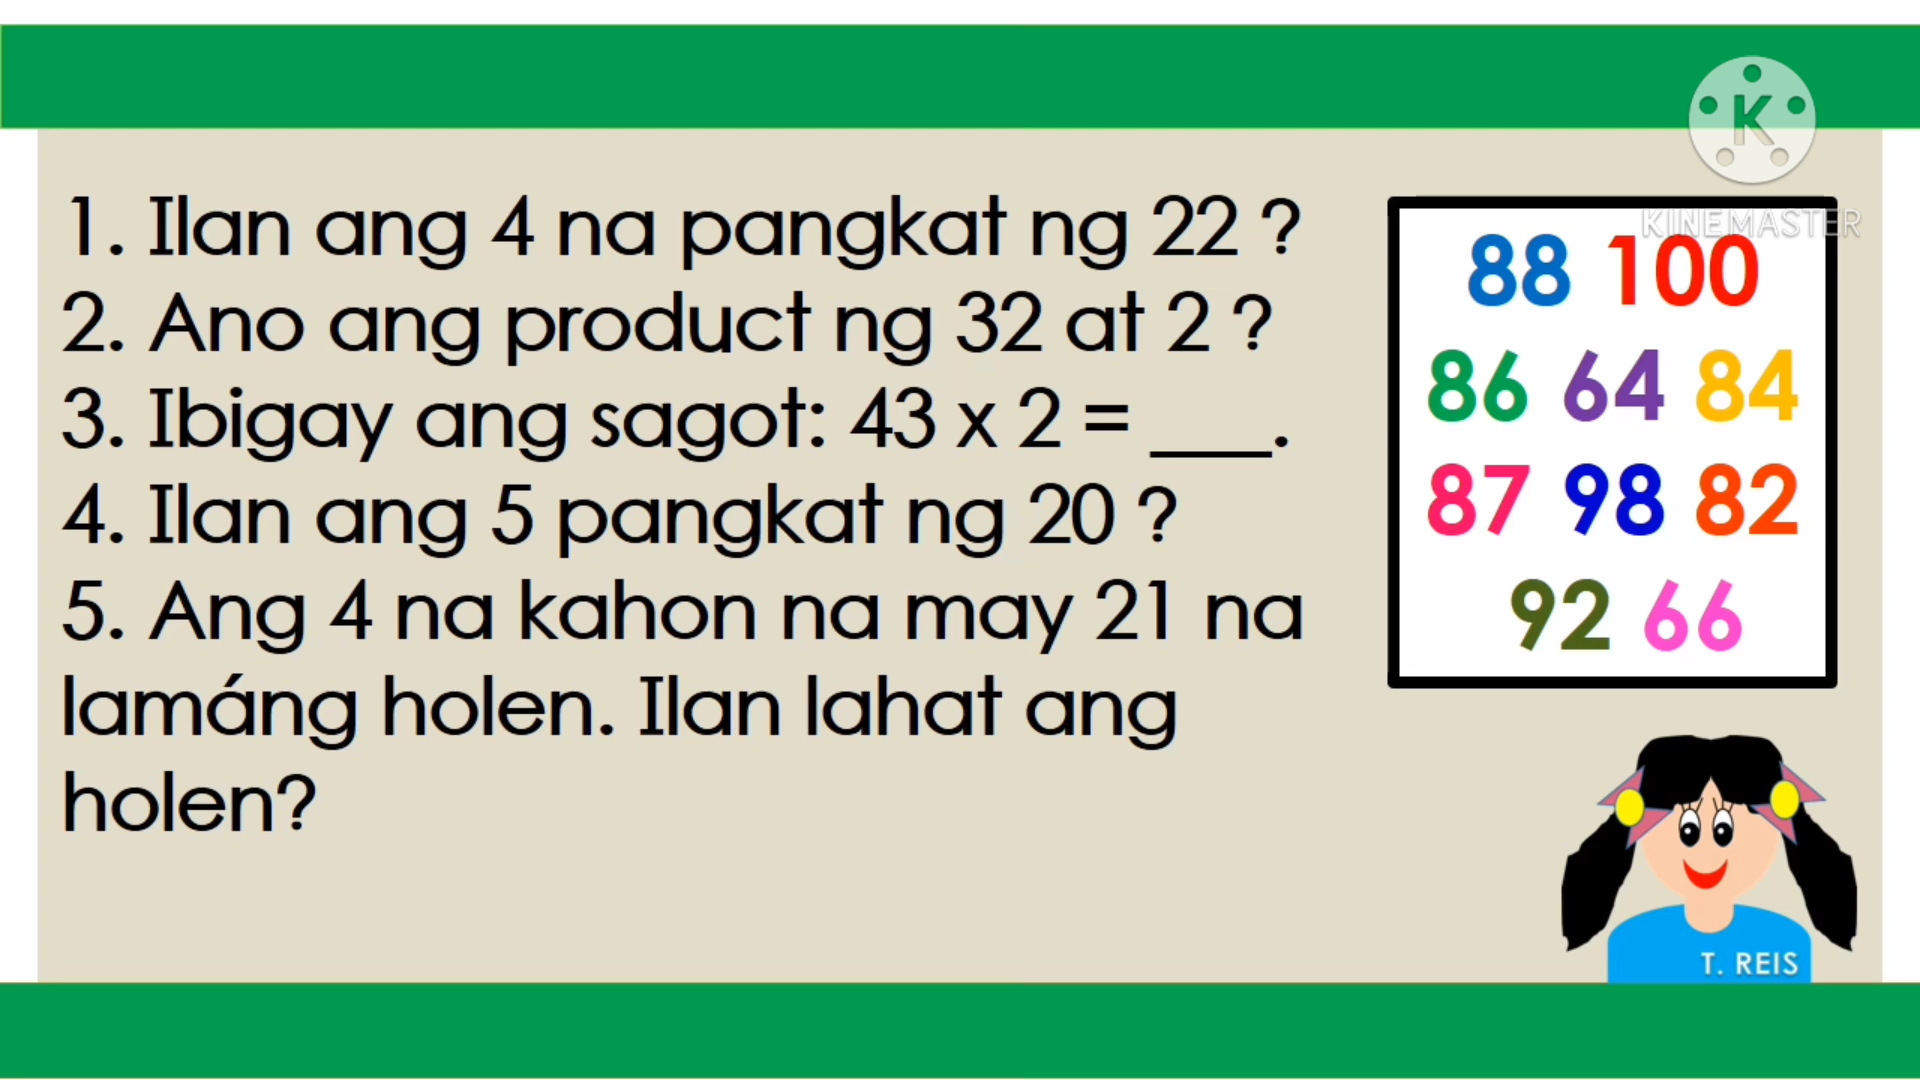 K
KINEMASTER
1. Ilan ang 4 na pangkat ng 22 ?
2. Ano ang product ng 32 at 2 ?
3. Ibigay ang sagot: 43 x 2 = ___.
4. Ilan ang 5 pangkat ng 20 ?
5. Ang 4 na kahon na may 21 na
lamáng holen. Ilan lahat ang
holen?
88 100
86 64 84
87 98 82
92 66
T. REIS